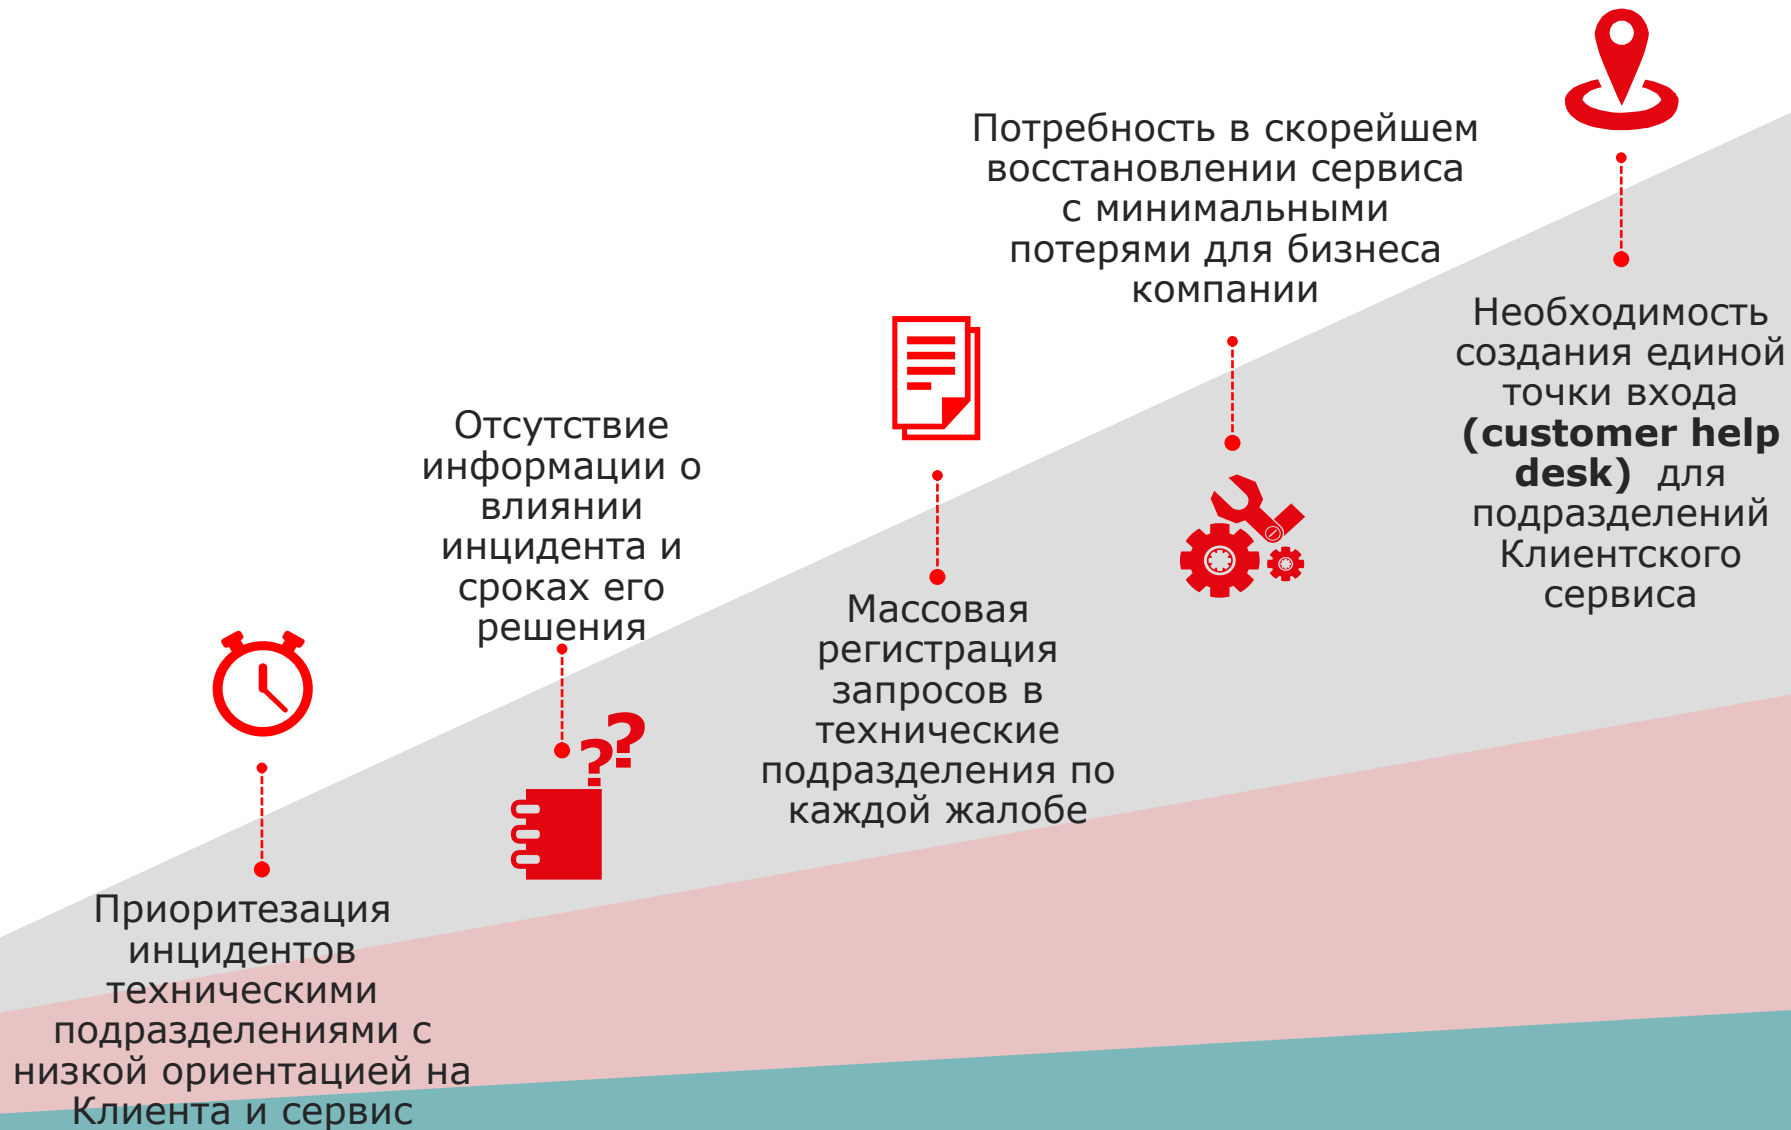 Приоритезация
инцидентов
техническими
подразделениями с
низкой ориентацией на
Клиента и сервис
Отсутствие
информации о
влиянии
инцидента и
сроках его
решения
??
Массовая
регистрация
запросов в
технические
подразделения по
каждой жалобе
Потребность в скорейшем
восстановлении сервиса
с минимальными
потерями для бизнеса
компании
Необходимость
создания единой
точки входа
(customer help
desk) для
подразделений
Клиентского
сервиса